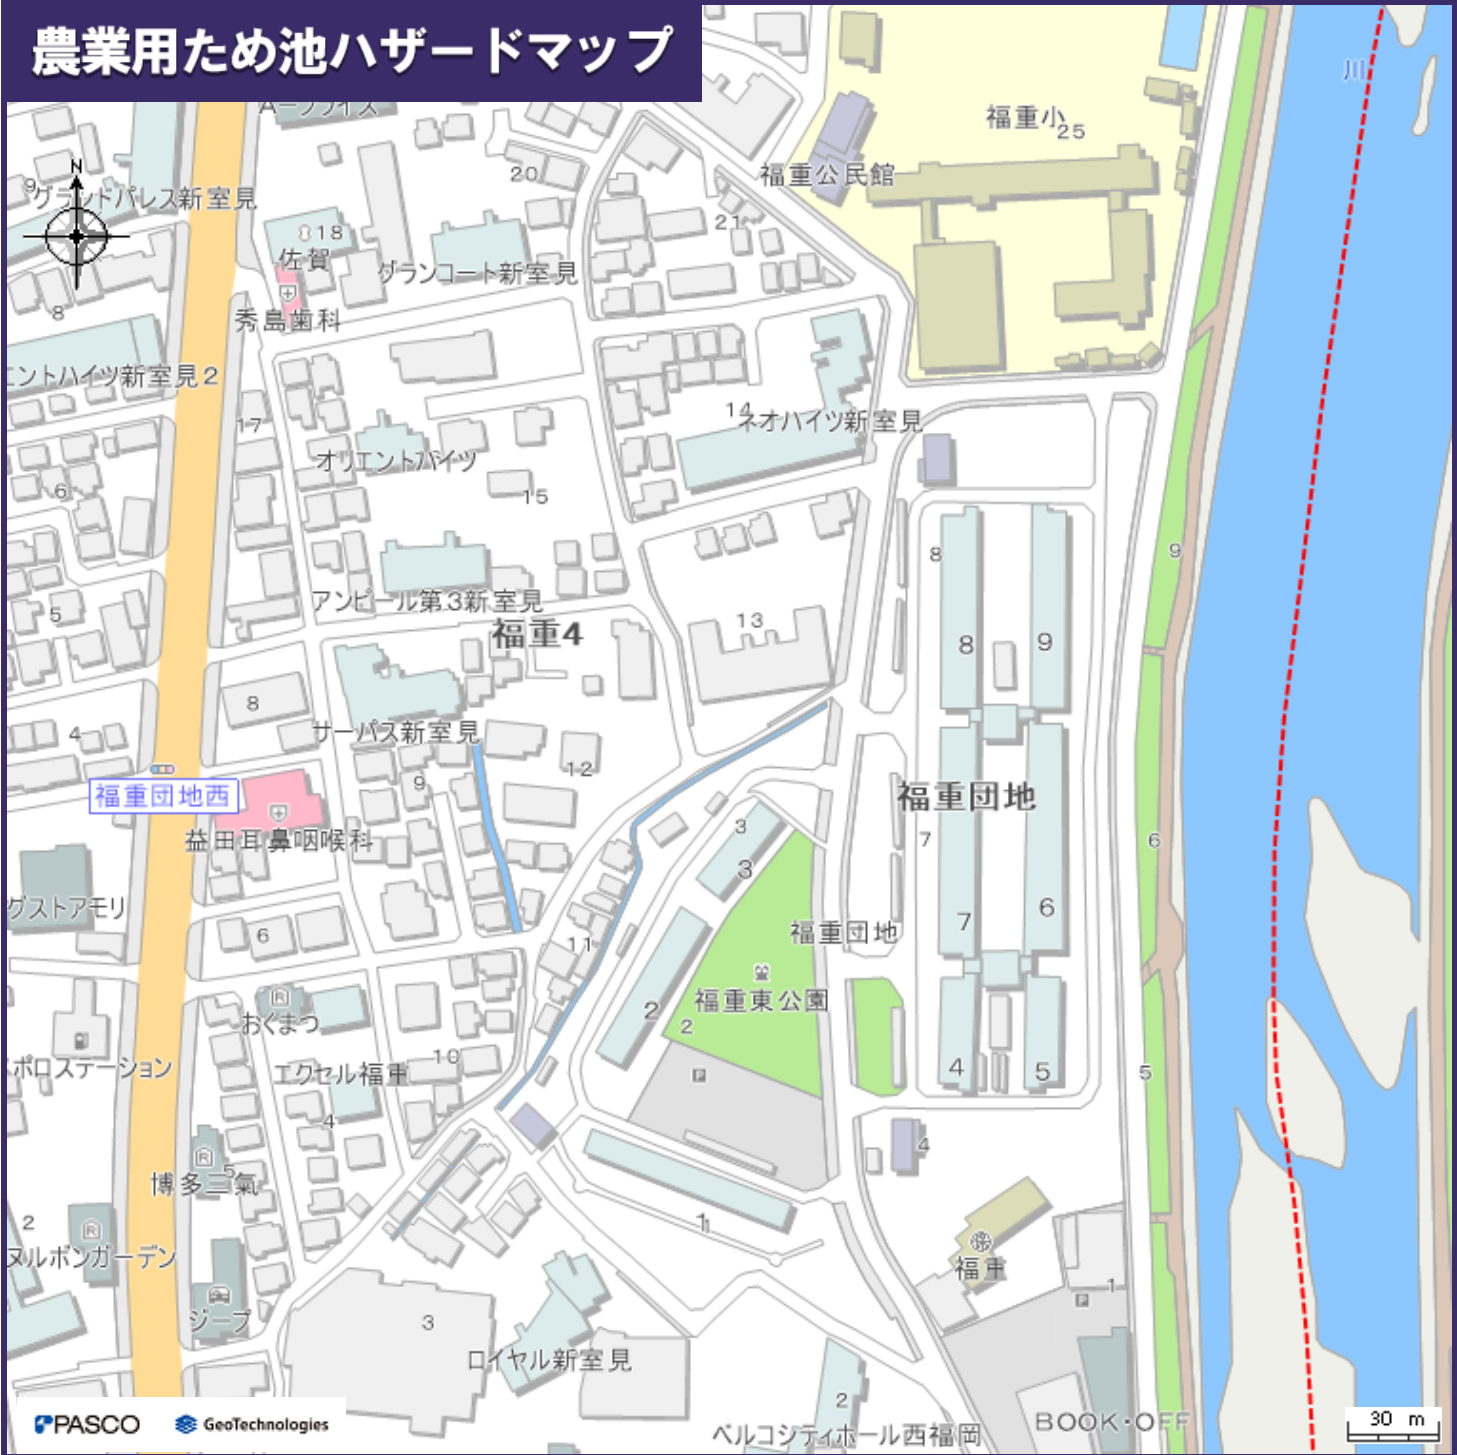 農業用ため池ハザードマップ
川
福重小
25
福重公民館
N
9
グランドパレス新室見
20
21
18
佐賀
グランコート新室見
8
秀島歯科
エントハイツ新室見2
17
14
ネオハイツ新室見
オリエントハイツ
6
15
8
9
アンピール第3新室見
5
13
福重4
8
9
8
4
サーパス新室見
12
9
福重団地西
福重団地
3
7
6
益田耳鼻咽喉科
3
グストアモリ
6
11
福重団地
7
6
福重東公園
2
2
おくまつ
ポロステーション
エクセル福重
10
P
4
5
5
4
4
博多三氣
5
2
1
ヌルボンガーデン
福重
1
P
ジープ
3
ロイヤル新室見
2
BOOK・OFF
ベルコシティホール西福岡
PASCO
GeoTechnologies
30 m